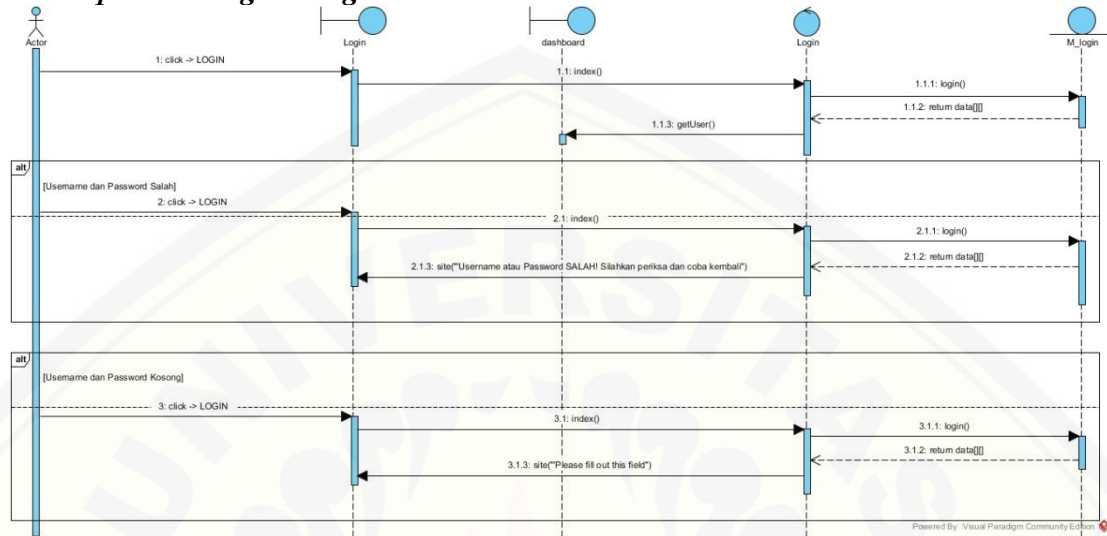 Actor
Login
dashboard
Login
M_login
1: click -> LOGIN
1.1: index()
1.1.1: login()
1.1.2: return data[][]
1.1.3: getUser()
alt
[Username dan Password Salah]
2: click -> LOGIN
2.1: index()
2.1.1: login()
2.1.2: return data[][]
2.1.3: site("'Username atau Password SALAH! Silahkan periksa dan coba kembali")
alt
[Username dan Password Kosong]
3: click -> LOGIN
3.1: index()
3.1.1: login()
3.1.2: return data[][]
3.1.3: site("'Please fill out this field")
UNIVERSITAS
Powered By Visual Paradigm Community Edition